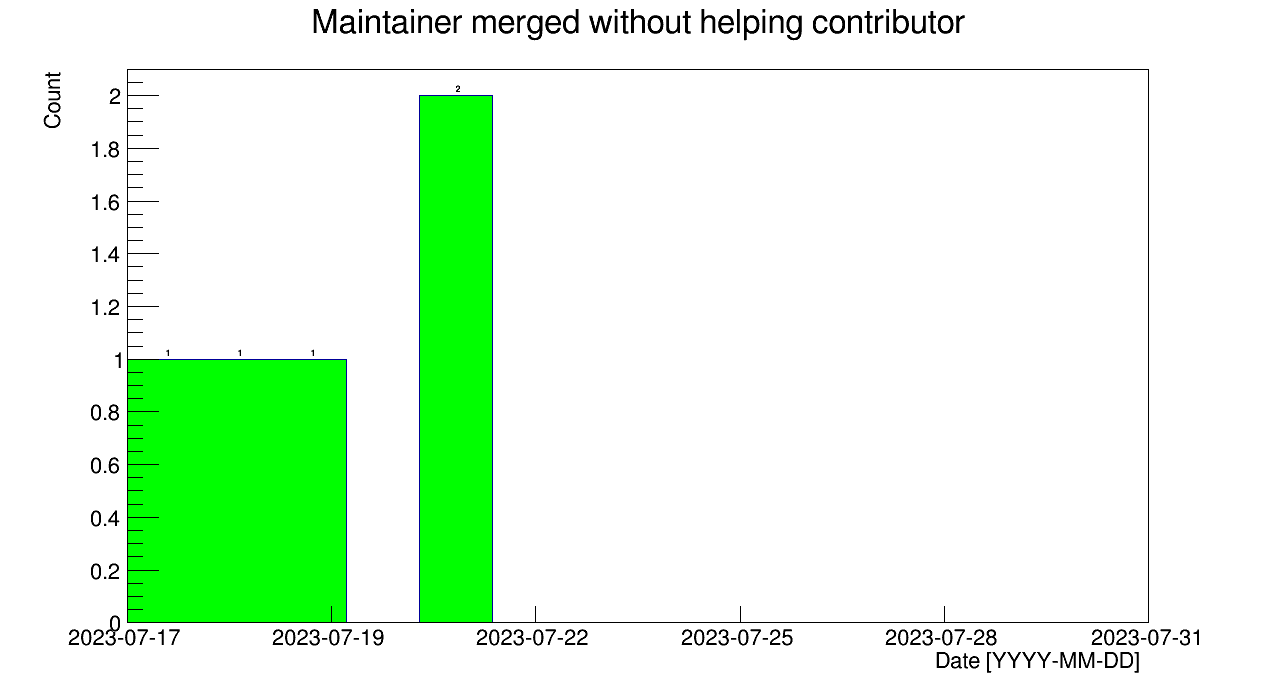 Maintainer merged without helping contributor
Count
2
1.8
1.6
1.4
1.2
1
0.8
0.6
0.4
0.2
0
1 1 1 2
2023-07-17 2023-07-19 2023-07-22 2023-07-25 2023-07-28 2023-07-31
Date [YYYY-MM-DD]